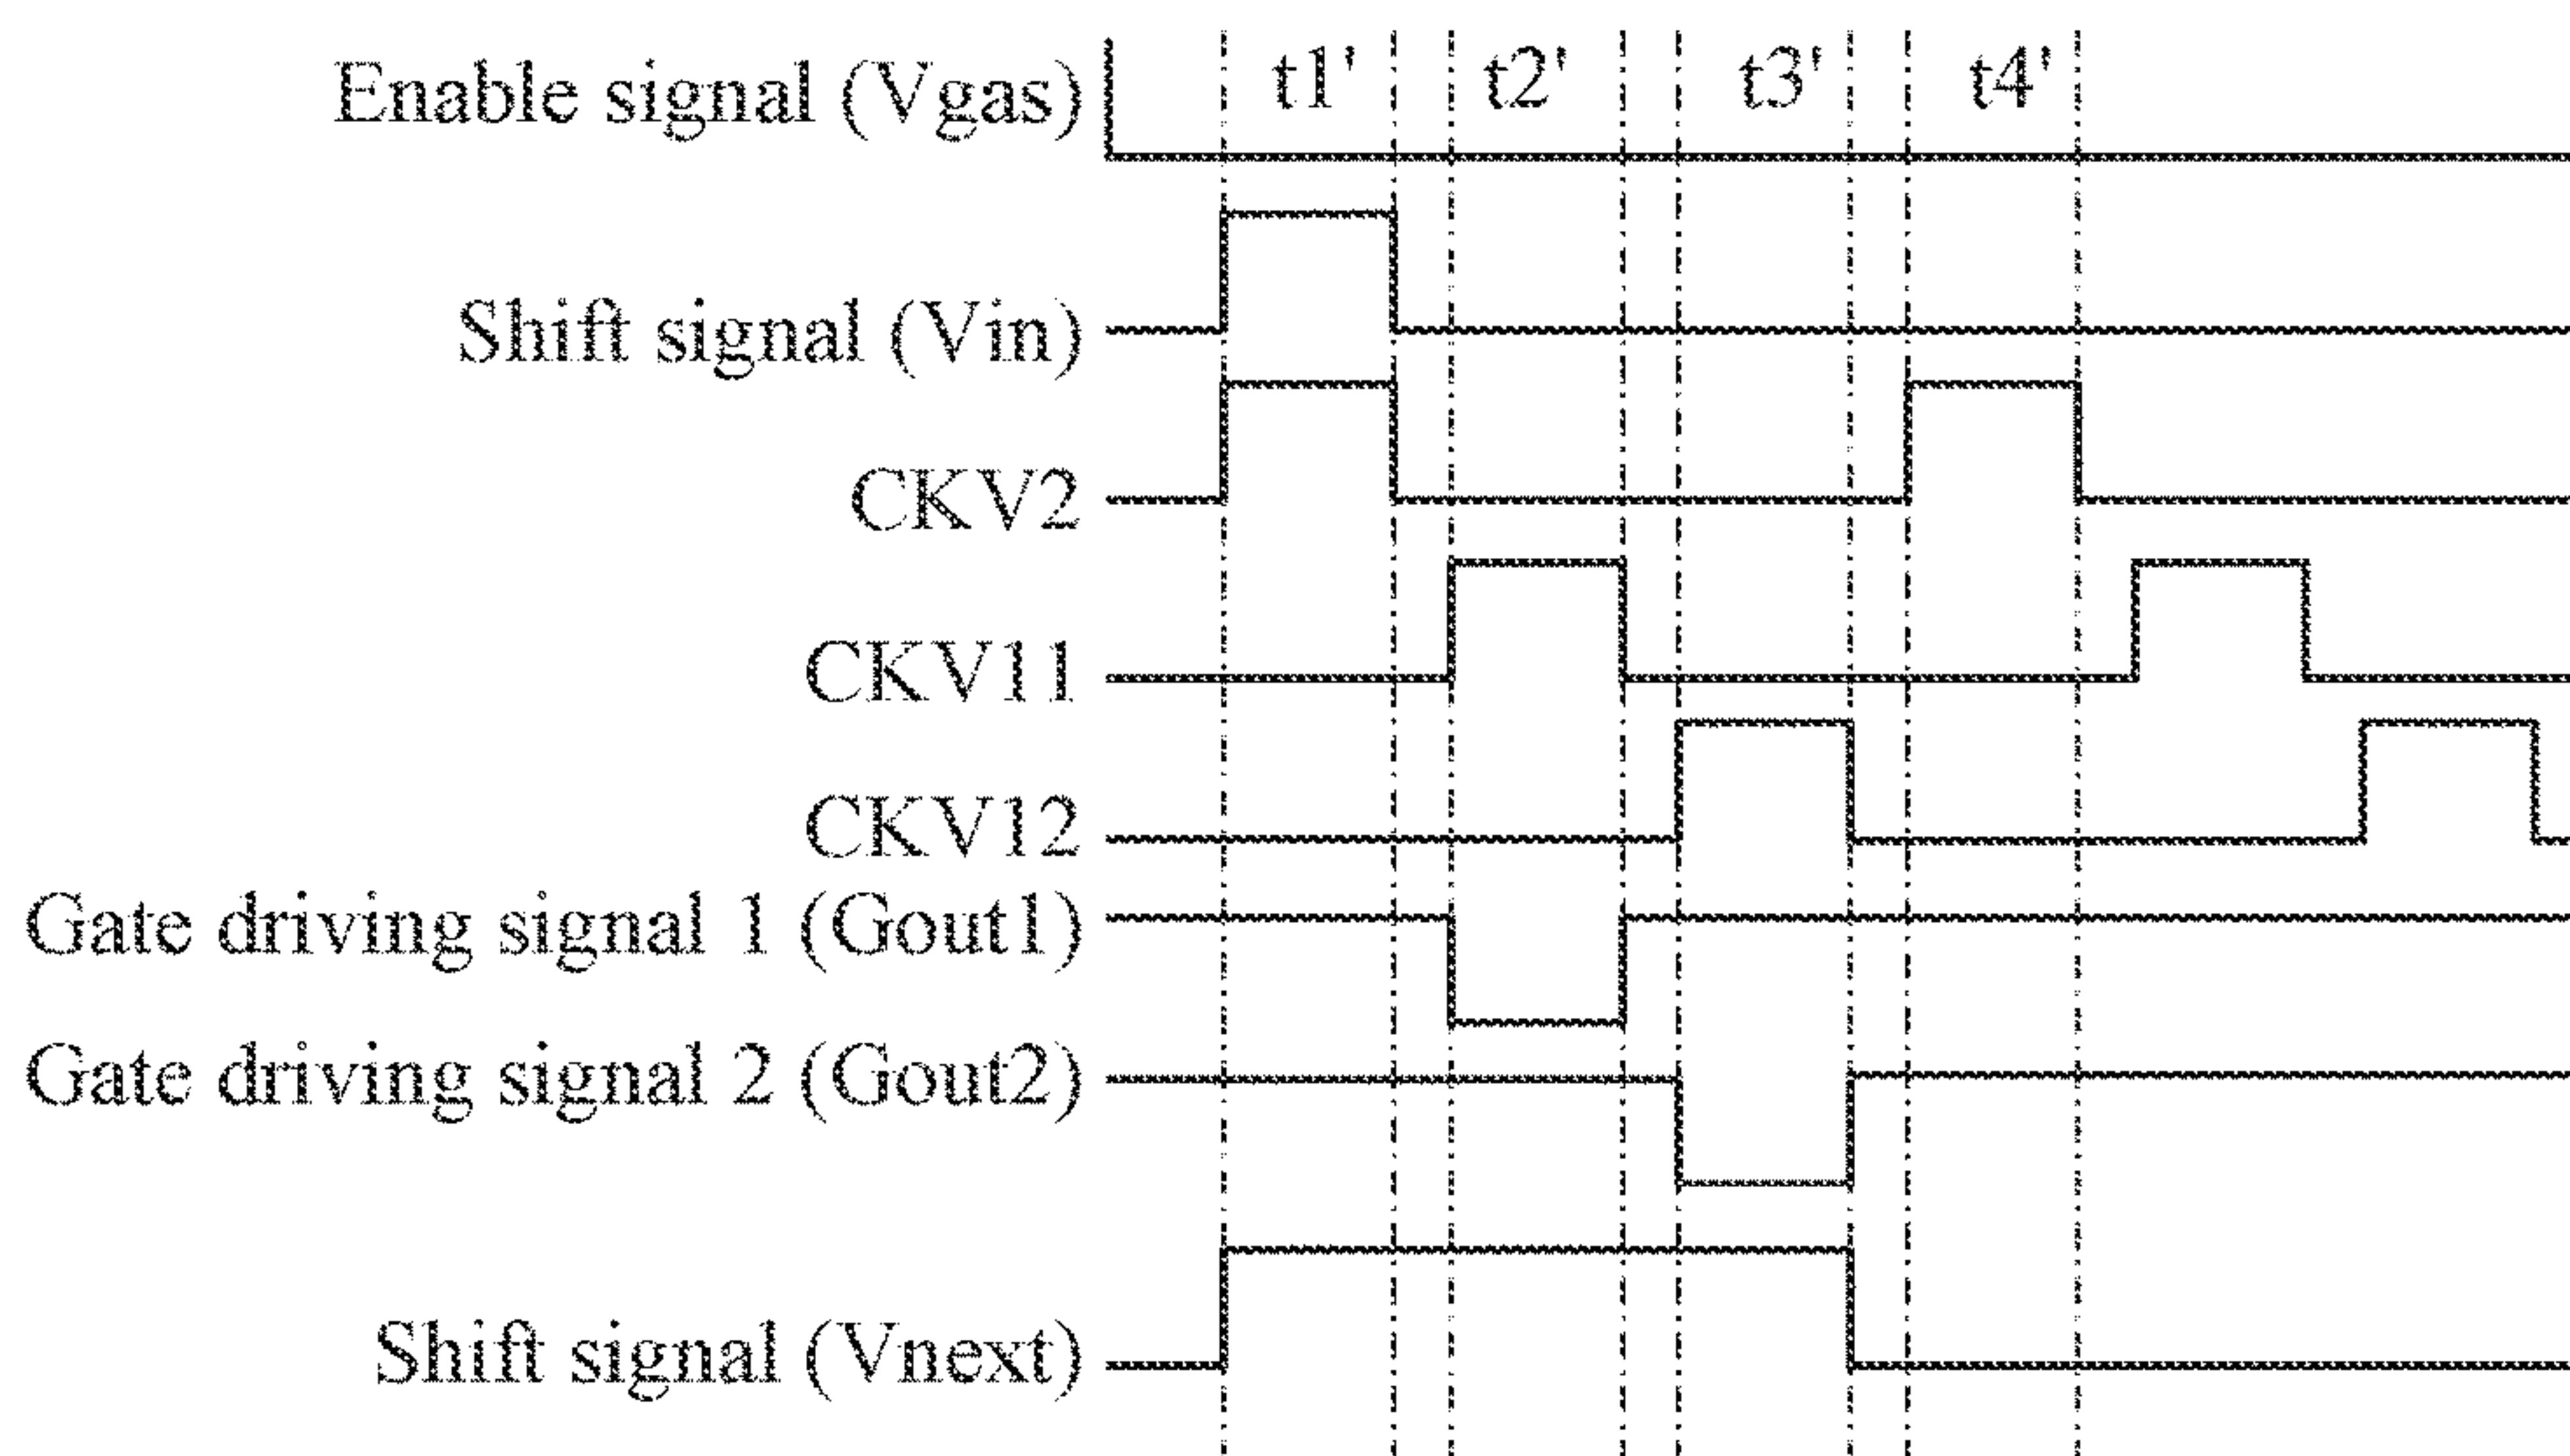 t1' t2' t3' t4'
Enable signal (Vgas)
Shift signal (Vin)
CKV2
CKV11
CKV12
Gate driving signal 1 (Gout1)
Gate driving signal 2 (Gout2)
Shift signal (Vnext)